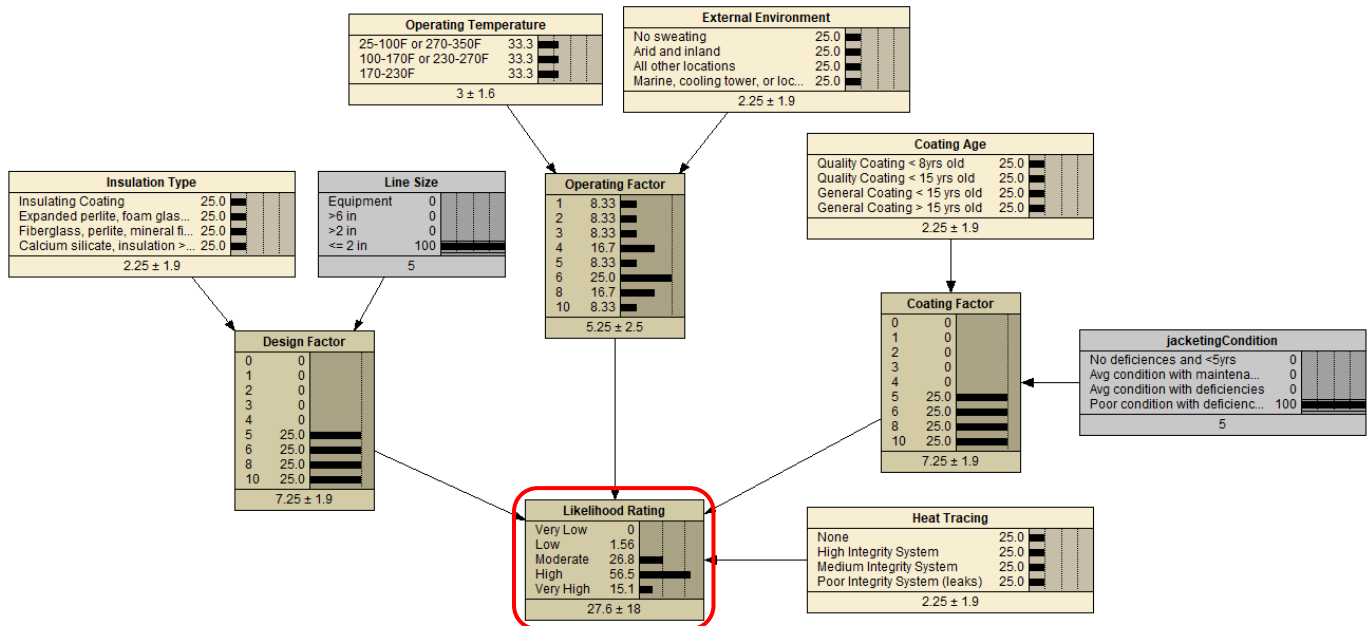 Operating Temperature
25-100F or 270-350F 33.3
100-170F or 230-270F 33.3
170-230F 33.3
3 ± 1.6
External Environment
No sweating 25.0
Arid and inland 25.0
All other locations 25.0
Marine, cooling tower, or loc... 25.0
2.25 ± 1.9
Coating Age
Quality Coating < 8yrs old 25.0
Quality Coating < 15 yrs old 25.0
General Coating < 15 yrs old 25.0
General Coating > 15 yrs old 25.0
2.25 ± 1.9
Insulation Type
Insulating Coating 25.0
Expanded perlite, foam glas... 25.0
Fiberglass, perlite, mineral fi... 25.0
Calcium silicate, insulation >... 25.0
2.25 ± 1.9
Line Size
Equipment 0
>6 in 0
>2 in 0
<= 2 in 100
5
Operating Factor
1 8.33
2 8.33
3 8.33
4 16.7
5 8.33
6 25.0
8 16.7
10 8.33
5.25 ± 2.5
Coating Factor
0 0
1 0
2 0
3 0
4 0
5 25.0
6 25.0
8 25.0
10 25.0
7.25 ± 1.9
jacketingCondition
No deficiences and <5yrs 0
Avg condition with maintena... 0
Avg condition with deficiencies 0
Poor condition with deficienc... 100
5
Design Factor
0 0
1 0
2 0
3 0
4 0
5 25.0
6 25.0
8 25.0
10 25.0
7.25 ± 1.9
Likelihood Rating
Very Low 0
Low 1.56
Moderate 26.8
High 56.5
Very High 15.1
27.6 ± 18
Heat Tracing
None 25.0
High Integrity System 25.0
Medium Integrity System 25.0
Poor Integrity System (leaks) 25.0
2.25 ± 1.9